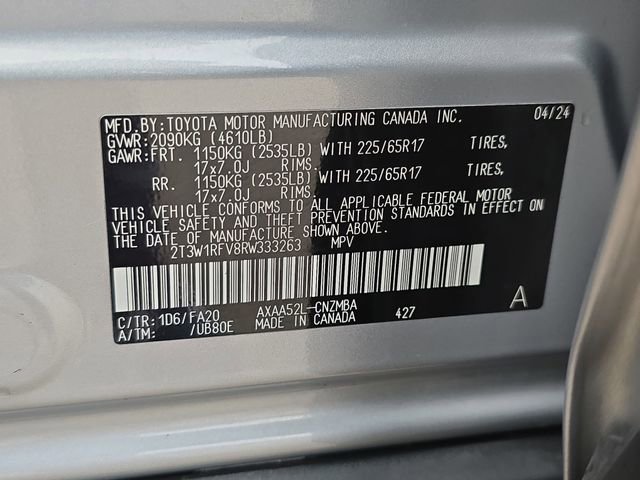 MFD.BY:TOYOTA MOTOR MANUFACTURING CANADA INC. 04/24
GVWR:2090KG (4610LB)
GAWR:FRT. 1150KG (2535LB) WITH 225/65R17 TIRES,
17x7.0J RIMS.
RR. 1150KG (2535LB) WITH 225/65R17 TIRES,
17x7.0J RIMS.
THIS VEHICLE CONFORMS TO ALL APPLICABLE FEDERAL MOTOR
VEHICLE SAFETY AND THEFT PREVENTION STANDARDS IN EFFECT ON
THE DATE OF MANUFACTURE SHOWN ABOVE.
2T3W1RFV8RW333263 MPV
C/TR:1D6/FA20 AXAA52L-CNZMBA 427 A
A/TM: /UB80E MADE IN CANADA